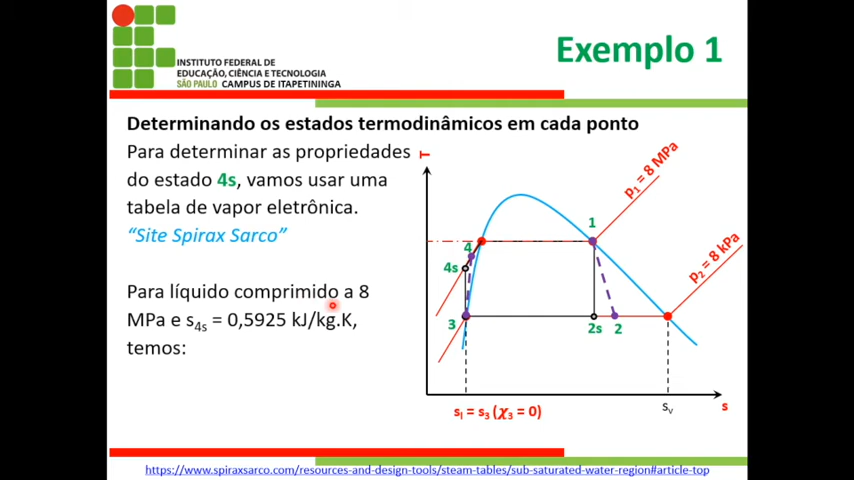 INSTITUTO FEDERAL DE
EDUCAÇÃO, CIÊNCIA E TECNOLOGIA
SÃO PAULO CAMPUS DE ITAPETININGA
Exemplo 1
Determinando os estados termodinâmicos em cada ponto
Para determinar as propriedades
do estado 4s, vamos usar uma
tabela de vapor eletrônica.
“Site Spirax Sarco”
Para líquido comprimido a 8
MPa e s4s = 0,5925 kJ/kg.K,
temos:
T
p1 = 8 MPa
p2 = 8 kPa
1
4
4s
3
2s
2
sl = s3 (χ3 = 0)
sv
s
https://www.spiraxsarco.com/resources-and-design-tools/steam-tables/sub-saturated-water-region#article-top